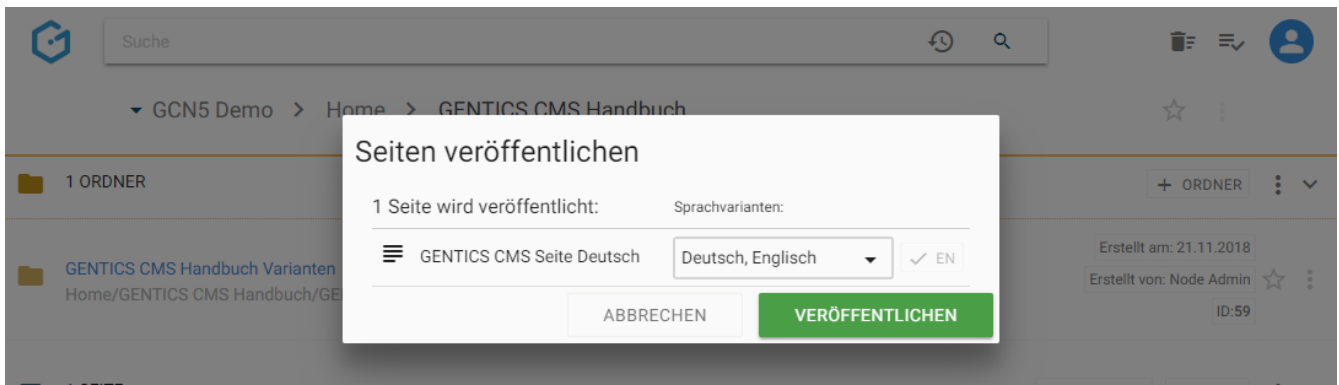 Suche
GCN5 Demo > Home > GENTICS CMS Handbuch
Seiten veröffentlichen
1 ORDNER
+ ORDNER
1 Seite wird veröffentlicht:
Sprachvarianten:
GENTICS CMS Seite Deutsch
Deutsch, Englisch
EN
GENTICS CMS Handbuch Varianten
Home/GENTICS CMS Handbuch/GE
Erstellt am: 21.11.2018
Erstellt von: Node Admin
ID:59
ABBRECHEN
VERÖFFENTLICHEN